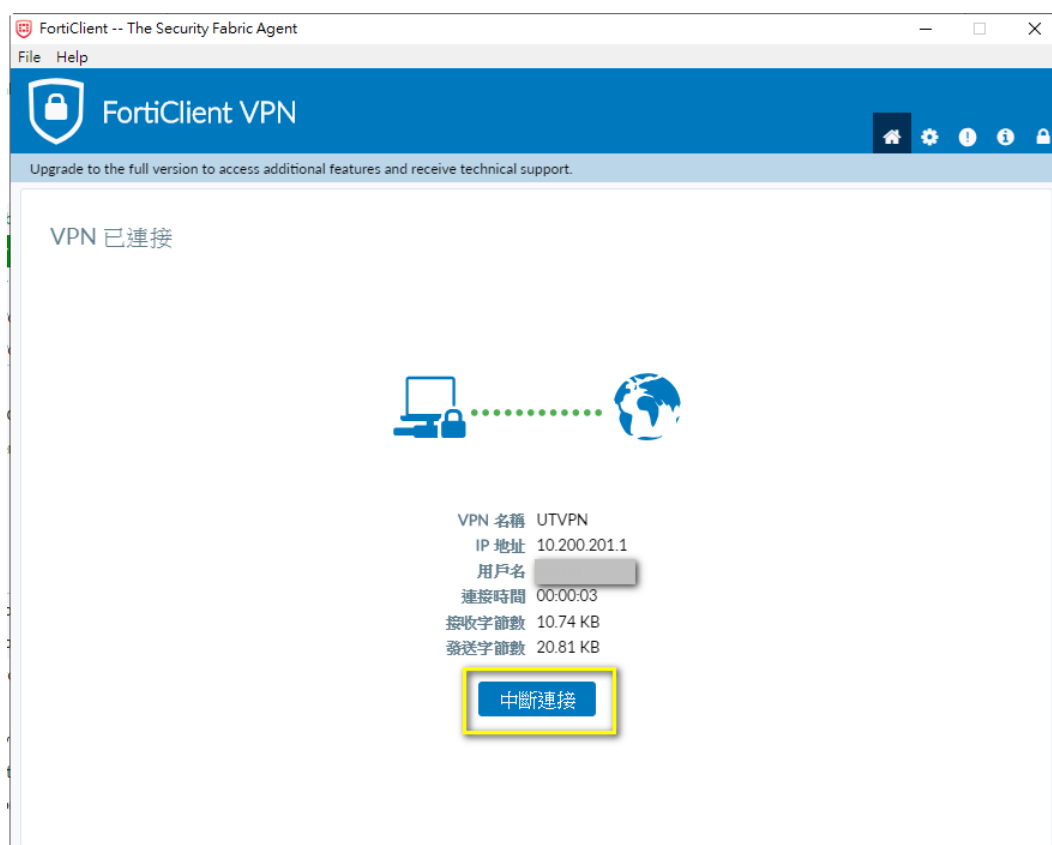 FortiClient -- The Security Fabric Agent
File Help
FortiClient VPN
Upgrade to the full version to access additional features and receive technical support.
VPN 已連接
VPN 名稱 UTVPN
IP 地址 10.200.201.1
用戶名
連接時間 00:00:03
接收字節數 10.74 KB
發送字節數 20.81 KB
中斷連接